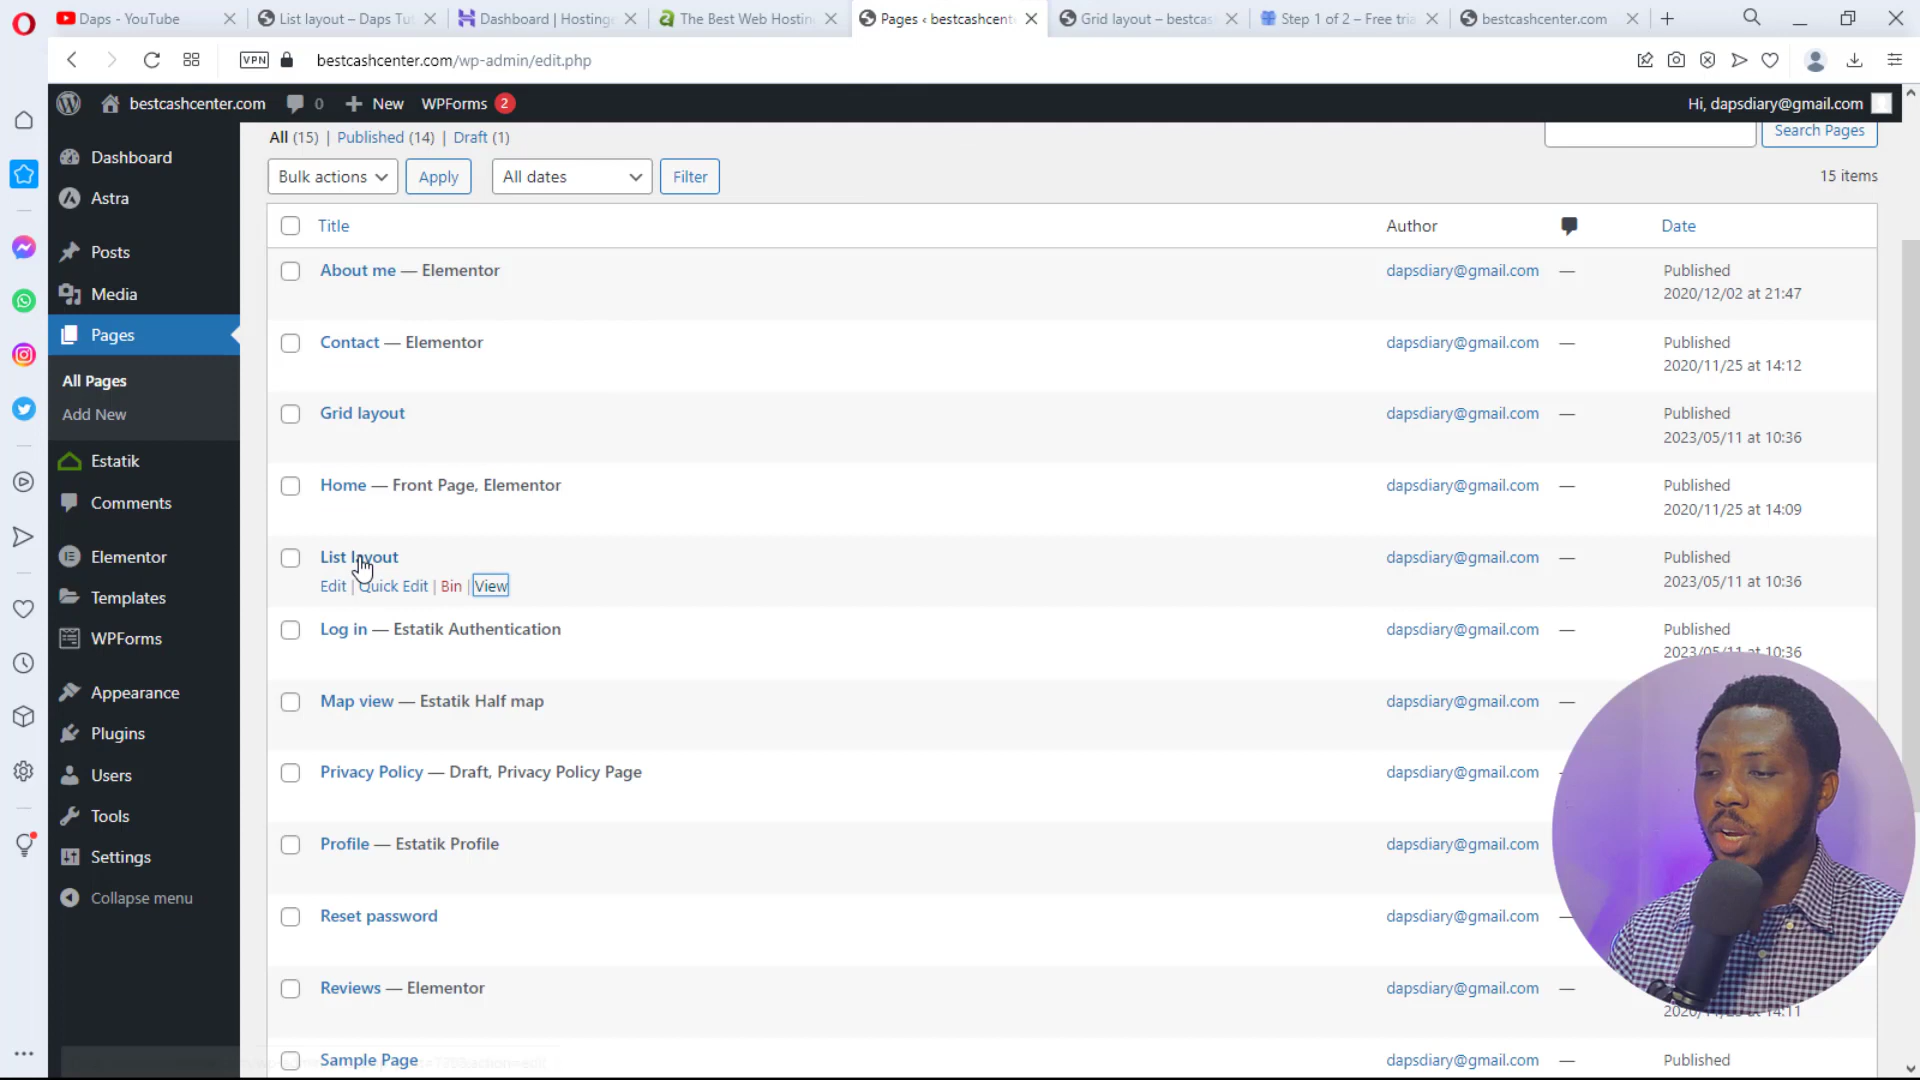 Daps - YouTube
List layout – Daps Tu
Dashboard | Hostinge
The Best Web Hostin
Pages ‹ bestcashcent
Grid layout – bestcas
Step 1 of 2 – Free tria
bestcashcenter.com
VPN
bestcashcenter.com/wp-admin/edit.php
bestcashcenter.com
0
New
WPForms 2
Hi, dapsdiary@gmail.com
Dashboard
Astra
Posts
Media
Pages
All Pages
Add New
Estatik
Comments
Elementor
Templates
WPForms
Appearance
Plugins
Users
Tools
Settings
Collapse menu
All (15) | Published (14) | Draft (1)
Search Pages
Bulk actions
Apply
All dates
Filter
15 items
Title
Author
Date
About me — Elementor
dapsdiary@gmail.com
—
Published
2020/12/02 at 21:47
Contact — Elementor
dapsdiary@gmail.com
—
Published
2020/11/25 at 14:12
Grid layout
dapsdiary@gmail.com
—
Published
2023/05/11 at 10:36
Home — Front Page, Elementor
dapsdiary@gmail.com
—
Published
2020/11/25 at 14:09
List layout
Edit | Quick Edit | Bin | View
dapsdiary@gmail.com
—
Published
2023/05/11 at 10:36
Log in — Estatik Authentication
dapsdiary@gmail.com
—
Published
2023/05/11 at 10:36
Map view — Estatik Half map
dapsdiary@gmail.com
—
Privacy Policy — Draft, Privacy Policy Page
dapsdiary@gmail.com
Profile — Estatik Profile
dapsdiary@gmail.com
Reset password
dapsdiary@gmail.com
Reviews — Elementor
dapsdiary@gmail.com
—
Sample Page
dapsdiary@gmail.com
—
Published